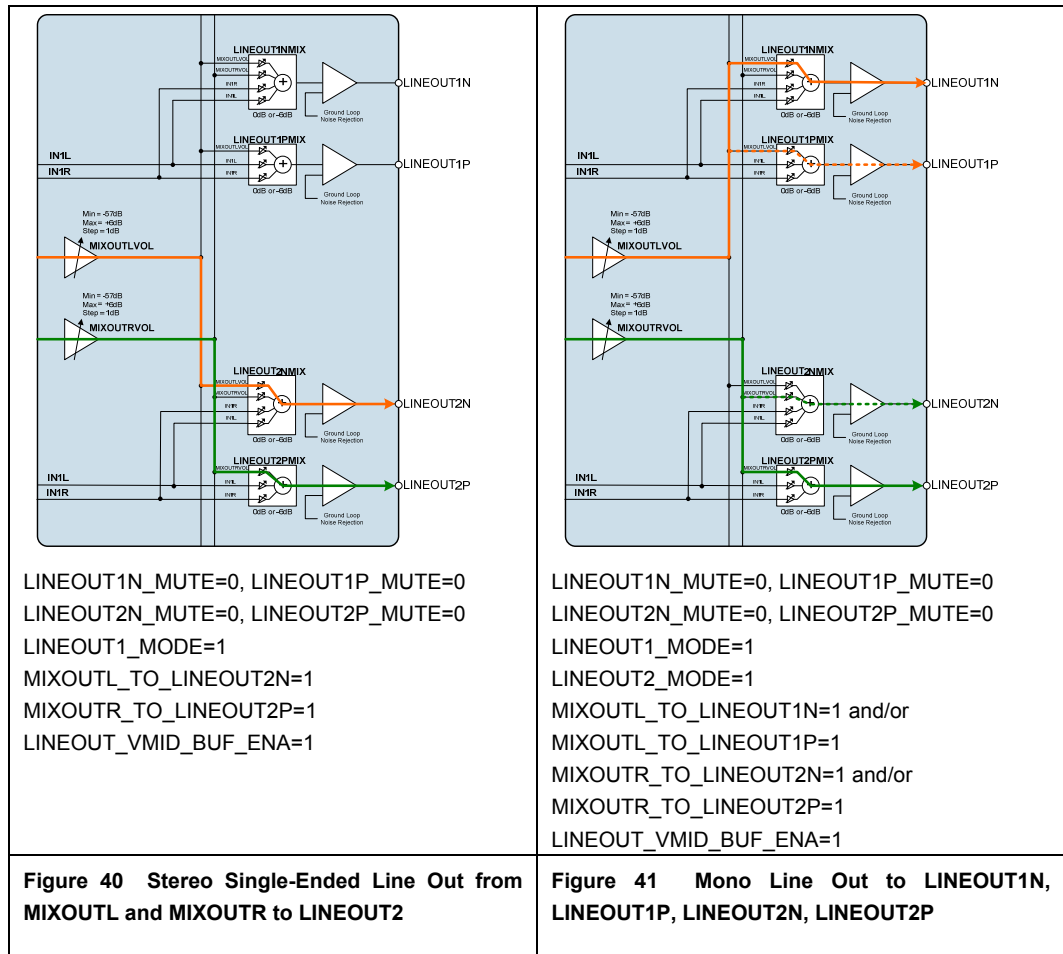 LINEOUT1NMIX
MIXOUTLVOL
MIXOUTRVOL
IN1R
IN1L
0dB or -6dB
LINEOUT1N
Ground Loop
Noise Rejection
LINEOUT1PMIX
MIXOUTLVOL
IN1L
IN1R
0dB or -6dB
LINEOUT1P
Ground Loop
Noise Rejection
IN1L
IN1R
Min = -57dB
Max = +6dB
Step = 1dB
MIXOUTLVOL
Min = -57dB
Max = +6dB
Step = 1dB
MIXOUTRVOL
LINEOUT2NMIX
MIXOUTLVOL
MIXOUTRVOL
IN1R
IN1L
0dB or -6dB
LINEOUT2N
Ground Loop
Noise Rejection
LINEOUT2PMIX
MIXOUTRVOL
IN1L
IN1R
0dB or -6dB
LINEOUT2P
Ground Loop
Noise Rejection
IN1L
IN1R
LINEOUT1N_MUTE=0, LINEOUT1P_MUTE=0
LINEOUT2N_MUTE=0, LINEOUT2P_MUTE=0
LINEOUT1_MODE=1
MIXOUTL_TO_LINEOUT2N=1
MIXOUTR_TO_LINEOUT2P=1
LINEOUT_VMID_BUF_ENA=1
Figure 40 Stereo Single-Ended Line Out from
MIXOUTL and MIXOUTR to LINEOUT2
LINEOUT1NMIX
MIXOUTLVOL
MIXOUTRVOL
IN1R
IN1L
0dB or -6dB
LINEOUT1N
Ground Loop
Noise Rejection
LINEOUT1PMIX
MIXOUTLVOL
IN1L
IN1R
0dB or -6dB
LINEOUT1P
Ground Loop
Noise Rejection
IN1L
IN1R
Min = -57dB
Max = +6dB
Step = 1dB
MIXOUTLVOL
Min = -57dB
Max = +6dB
Step = 1dB
MIXOUTRVOL
LINEOUT2NMIX
MIXOUTLVOL
MIXOUTRVOL
IN1R
IN1L
0dB or -6dB
LINEOUT2N
Ground Loop
Noise Rejection
LINEOUT2PMIX
MIXOUTRVOL
IN1L
IN1R
0dB or -6dB
LINEOUT2P
Ground Loop
Noise Rejection
IN1L
IN1R
LINEOUT1N_MUTE=0, LINEOUT1P_MUTE=0
LINEOUT2N_MUTE=0, LINEOUT2P_MUTE=0
LINEOUT1_MODE=1
LINEOUT2_MODE=1
MIXOUTL_TO_LINEOUT1N=1 and/or
MIXOUTL_TO_LINEOUT1P=1
MIXOUTR_TO_LINEOUT2N=1 and/or
MIXOUTR_TO_LINEOUT2P=1
LINEOUT_VMID_BUF_ENA=1
Figure 41 Mono Line Out to LINEOUT1N,
LINEOUT1P, LINEOUT2N, LINEOUT2P